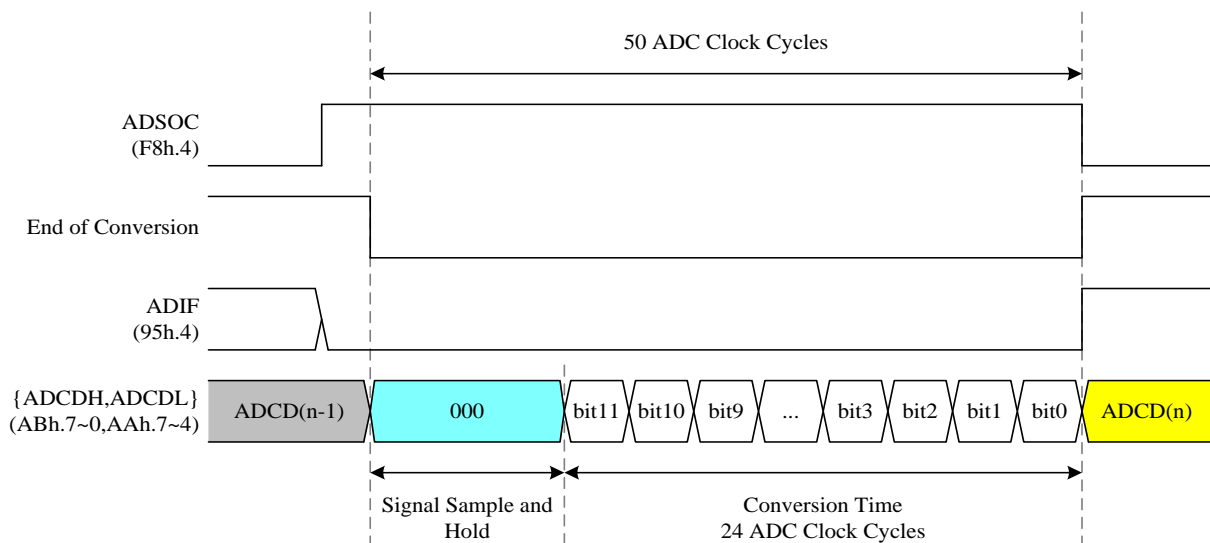 50 ADC Clock Cycles
ADSOC
(F8h.4)
End of Conversion
ADIF
(95h.4)
{ADCDH,ADCDL}
(ABh.7~0,AAh.7~4)
ADCD(n-1)
000
bit11
bit10
bit9
...
bit3
bit2
bit1
bit0
ADCD(n)
Signal Sample and
Hold
Conversion Time
24 ADC Clock Cycles